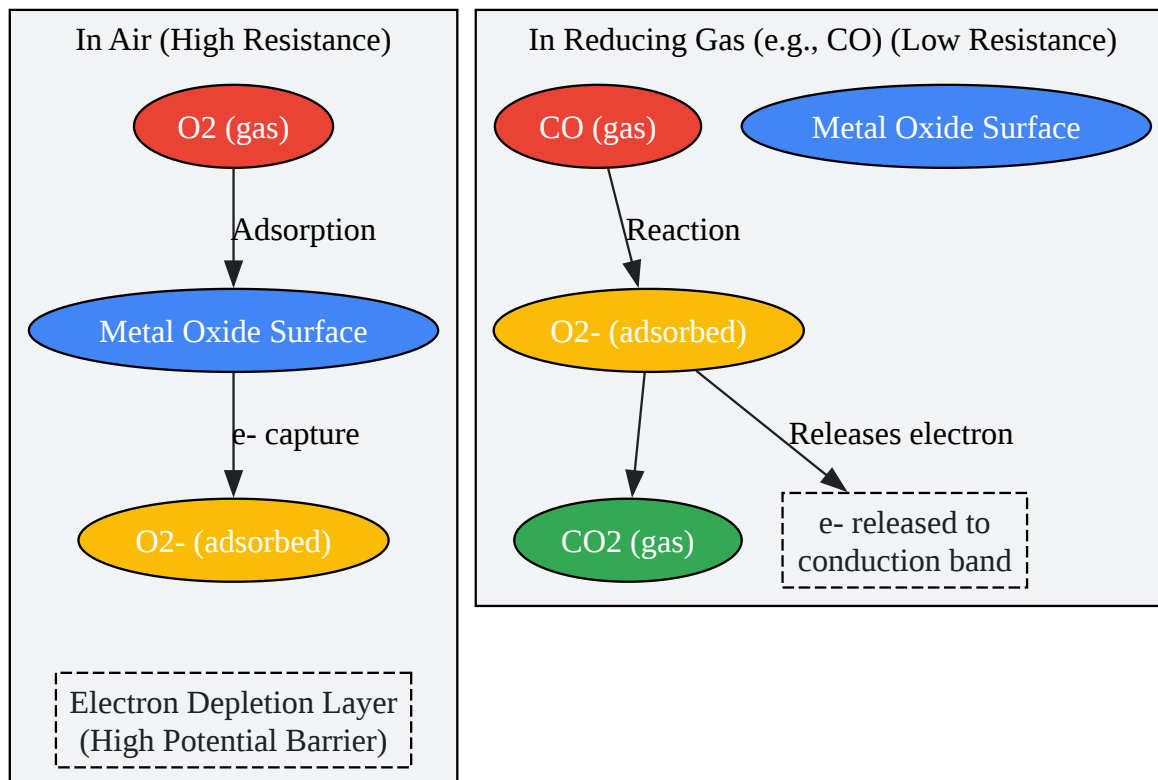 In Air (High Resistance)
O2 (gas)
Adsorption
Metal Oxide Surface
e- capture
O2- (adsorbed)
Electron Depletion Layer
(High Potential Barrier)
In Reducing Gas (e.g., CO) (Low Resistance)
CO (gas)
Metal Oxide Surface
Reaction
O2- (adsorbed)
Releases electron
CO2 (gas)
e- released to
conduction band